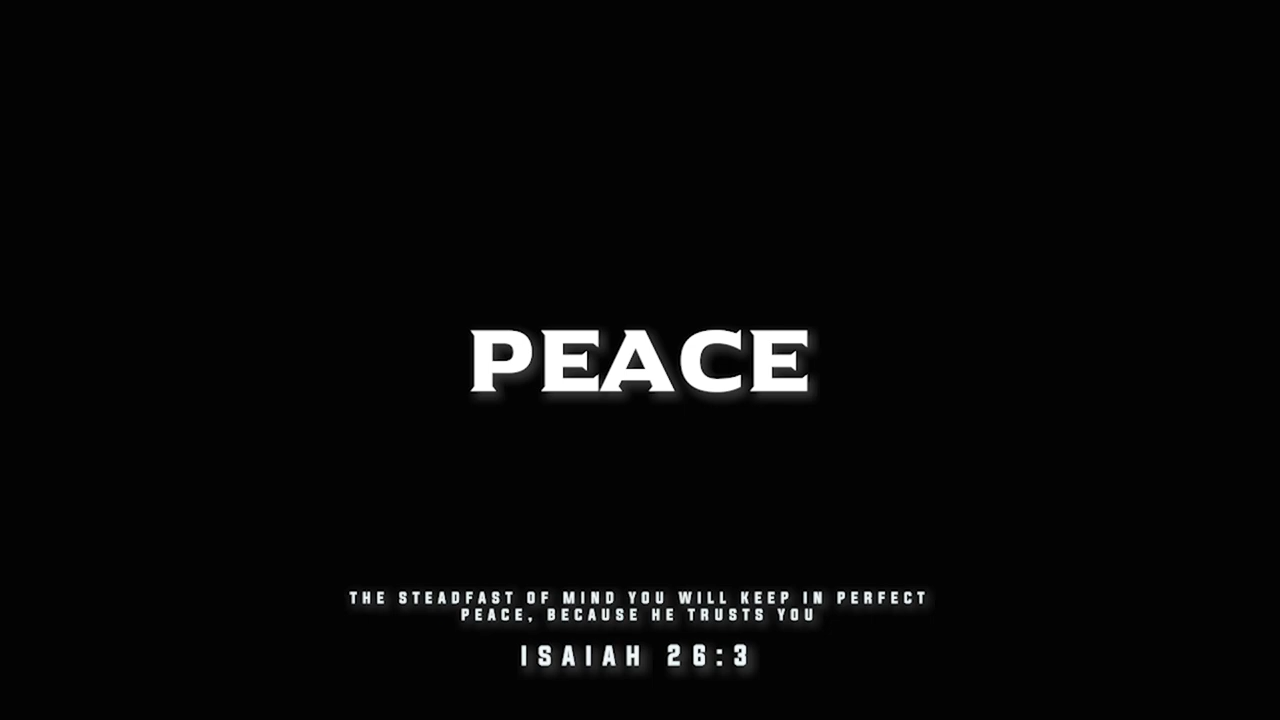 PEACE
THE STEADFAST OF MIND YOU WILL KEEP IN PERFECT
PEACE, BECAUSE HE TRUSTS YOU
ISAIAH 26:3